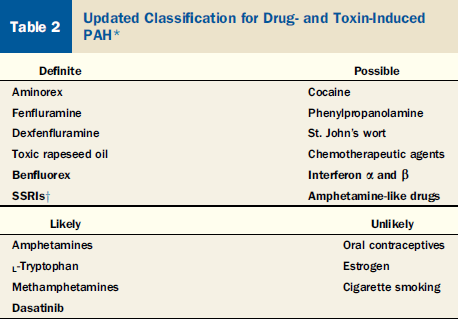 Table 2
Updated Classification for Drug- and Toxin-Induced
PAH*
Definite Possible
Aminorex Cocaine
Fenfluramine Phenylpropanolamine
Dexfenfluramine St. John's wort
Toxic rapeseed oil Chemotherapeutic agents
Benfluorex Interferon α and β
SSRIs† Amphetamine-like drugs
Likely Unlikely
Amphetamines Oral contraceptives
L-Tryptophan Estrogen
Methamphetamines Cigarette smoking
Dasatinib